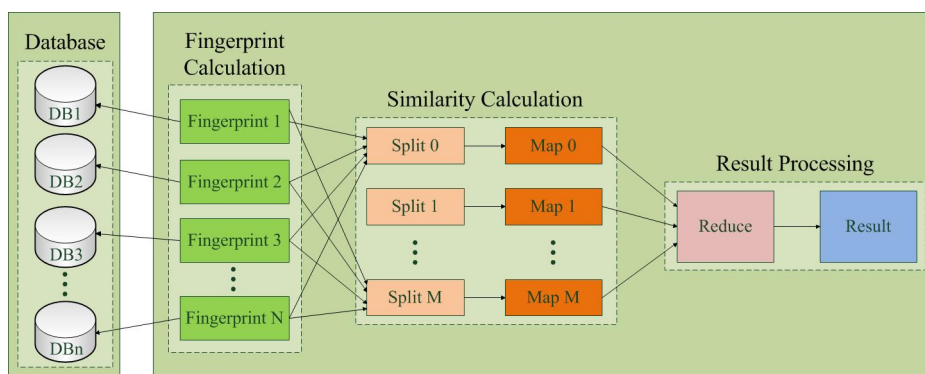 Database
DB1
DB2
DB3
DBn
Fingerprint
Calculation
Fingerprint 1
Fingerprint 2
Fingerprint 3
Fingerprint N
Similarity Calculation
Split 0
Map 0
Split 1
Map 1
Split M
Map M
Result Processing
Reduce
Result